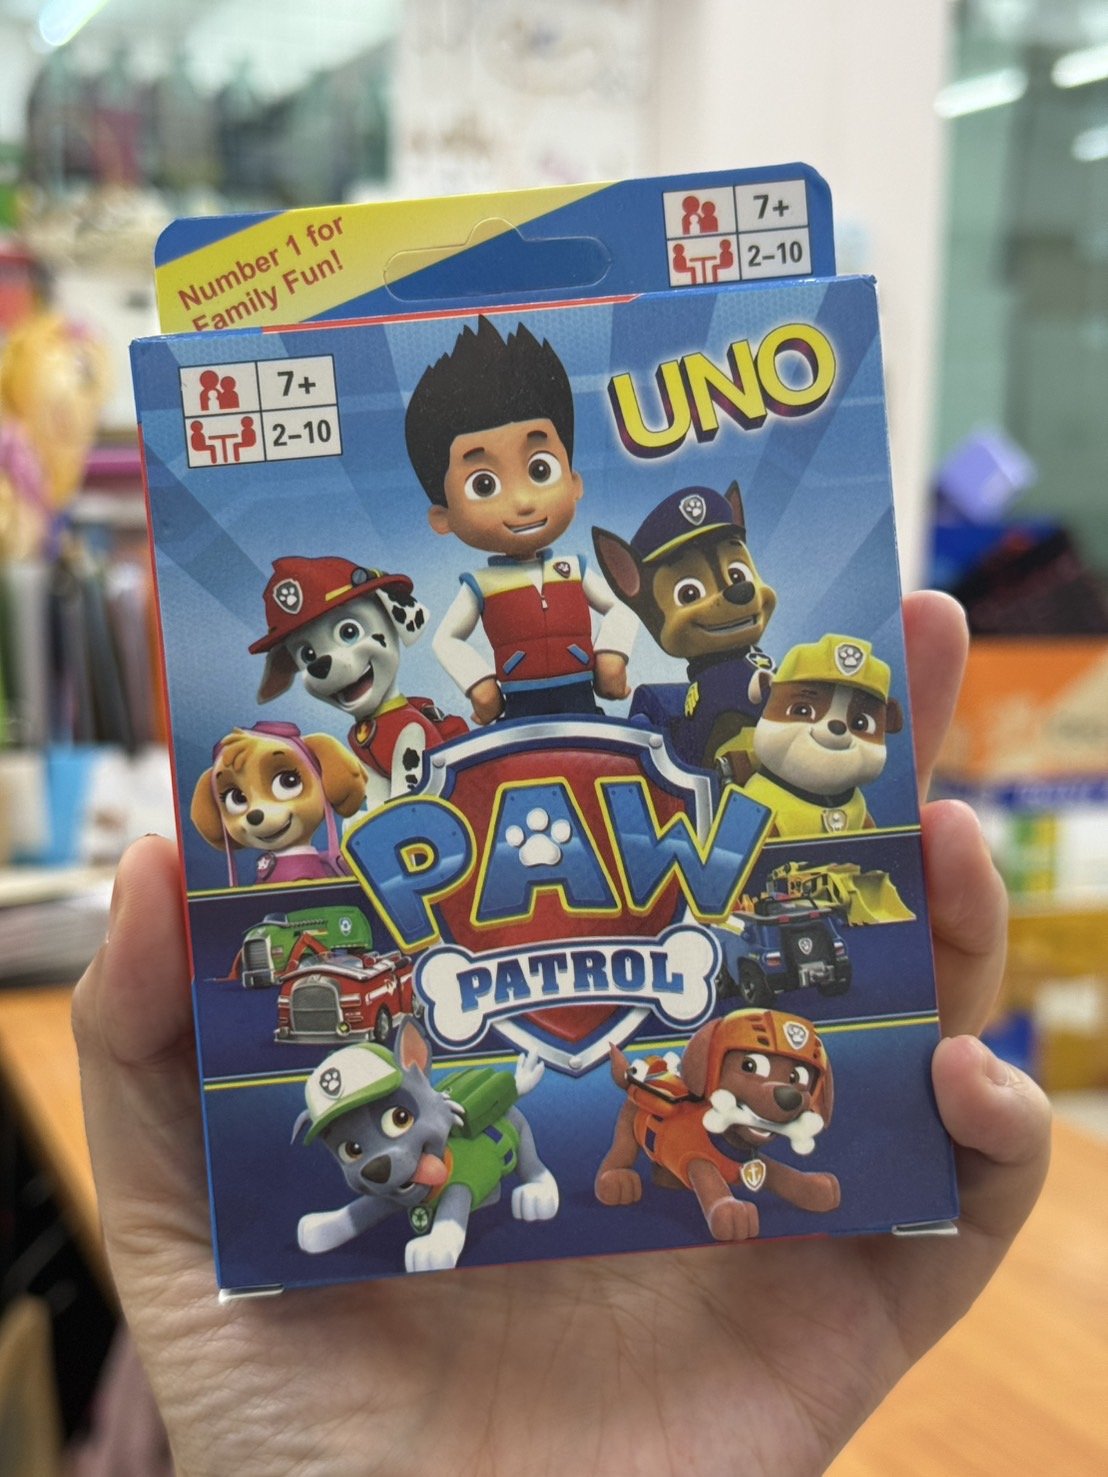 Number 1 for
Family Fun!
7+
2-10
7+
2-10
UNO
PAW
PATROL